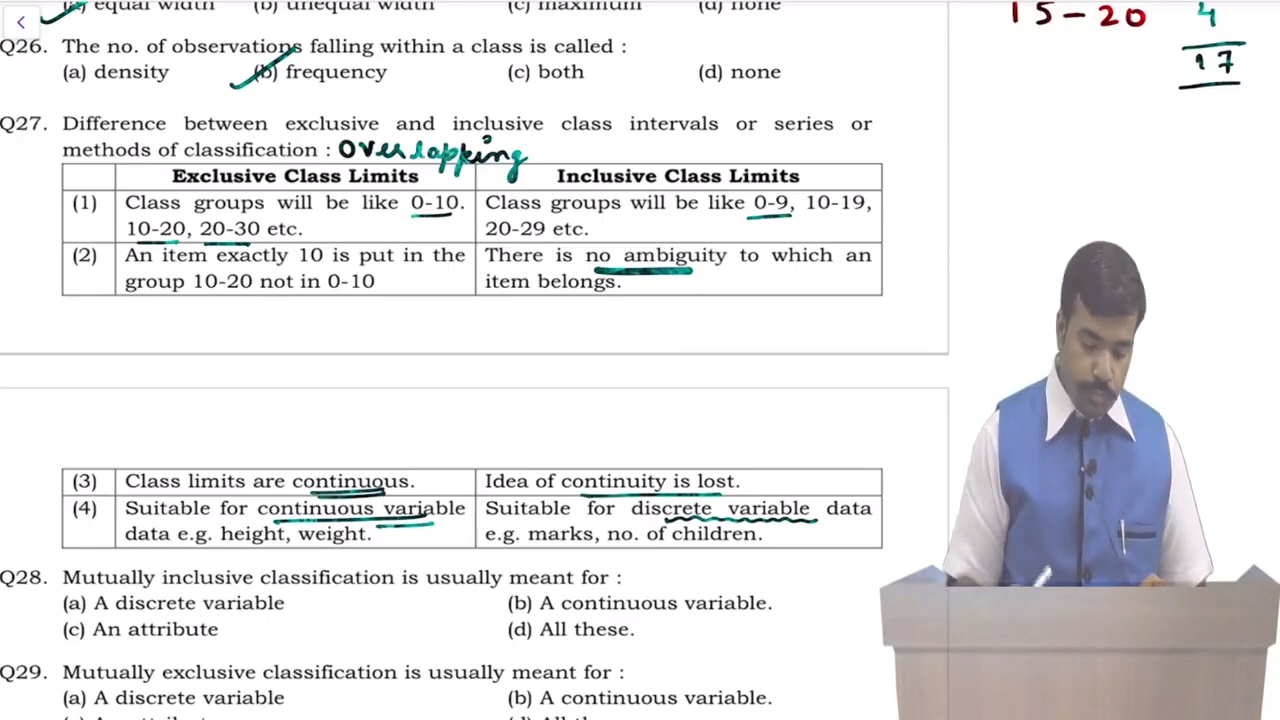 (a) equal width (b) unequal width (c) maximum (d) none
15-20 4
17
Q26. The no. of observations falling within a class is called :
(a) density (b) frequency (c) both (d) none
Q27. Difference between exclusive and inclusive class intervals or series or
methods of classification : overlapping
Exclusive Class Limits Inclusive Class Limits
(1) Class groups will be like 0-10. Class groups will be like 0-9, 10-19,
10-20, 20-30 etc. 20-29 etc.
(2) An item exactly 10 is put in the There is no ambiguity to which an
group 10-20 not in 0-10 item belongs.
(3) Class limits are continuous. Idea of continuity is lost.
(4) Suitable for continuous variable Suitable for discrete variable data
data e.g. height, weight. e.g. marks, no. of children.
Q28. Mutually inclusive classification is usually meant for :
(a) A discrete variable (b) A continuous variable.
(c) An attribute (d) All these.
Q29. Mutually exclusive classification is usually meant for :
(a) A discrete variable (b) A continuous variable.